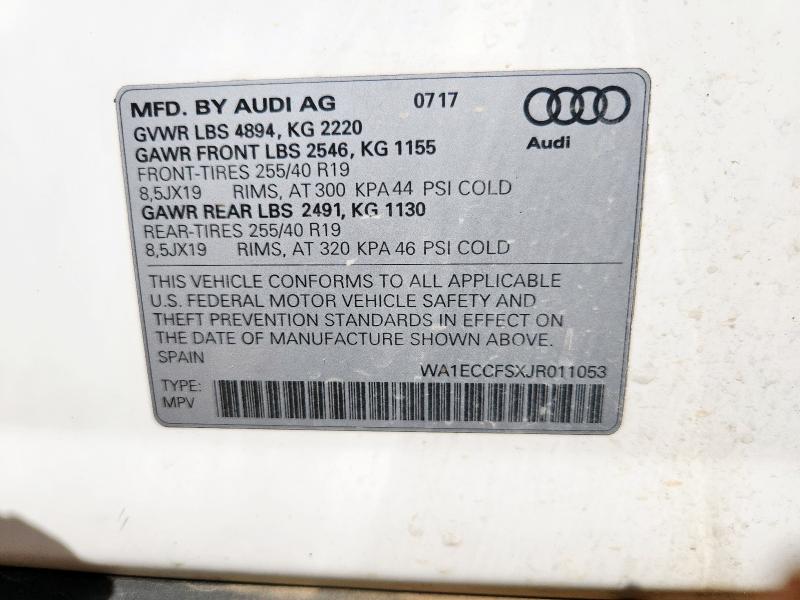 MFD. BY AUDI AG 07 17
GVWR LBS 4894, KG 2220
GAWR FRONT LBS 2546, KG 1155
FRONT-TIRES 255/40 R19
8,5JX19 RIMS, AT 300 KPA 44 PSI COLD
GAWR REAR LBS 2491, KG 1130
REAR-TIRES 255/40 R19
8,5JX19 RIMS, AT 320 KPA 46 PSI COLD
Audi
THIS VEHICLE CONFORMS TO ALL APPLICABLE
U.S. FEDERAL MOTOR VEHICLE SAFETY AND
THEFT PREVENTION STANDARDS IN EFFECT ON
THE DATE OF MANUFACTURE SHOWN ABOVE.
SPAIN
WA1ECCFSXJR011053
TYPE:
MPV